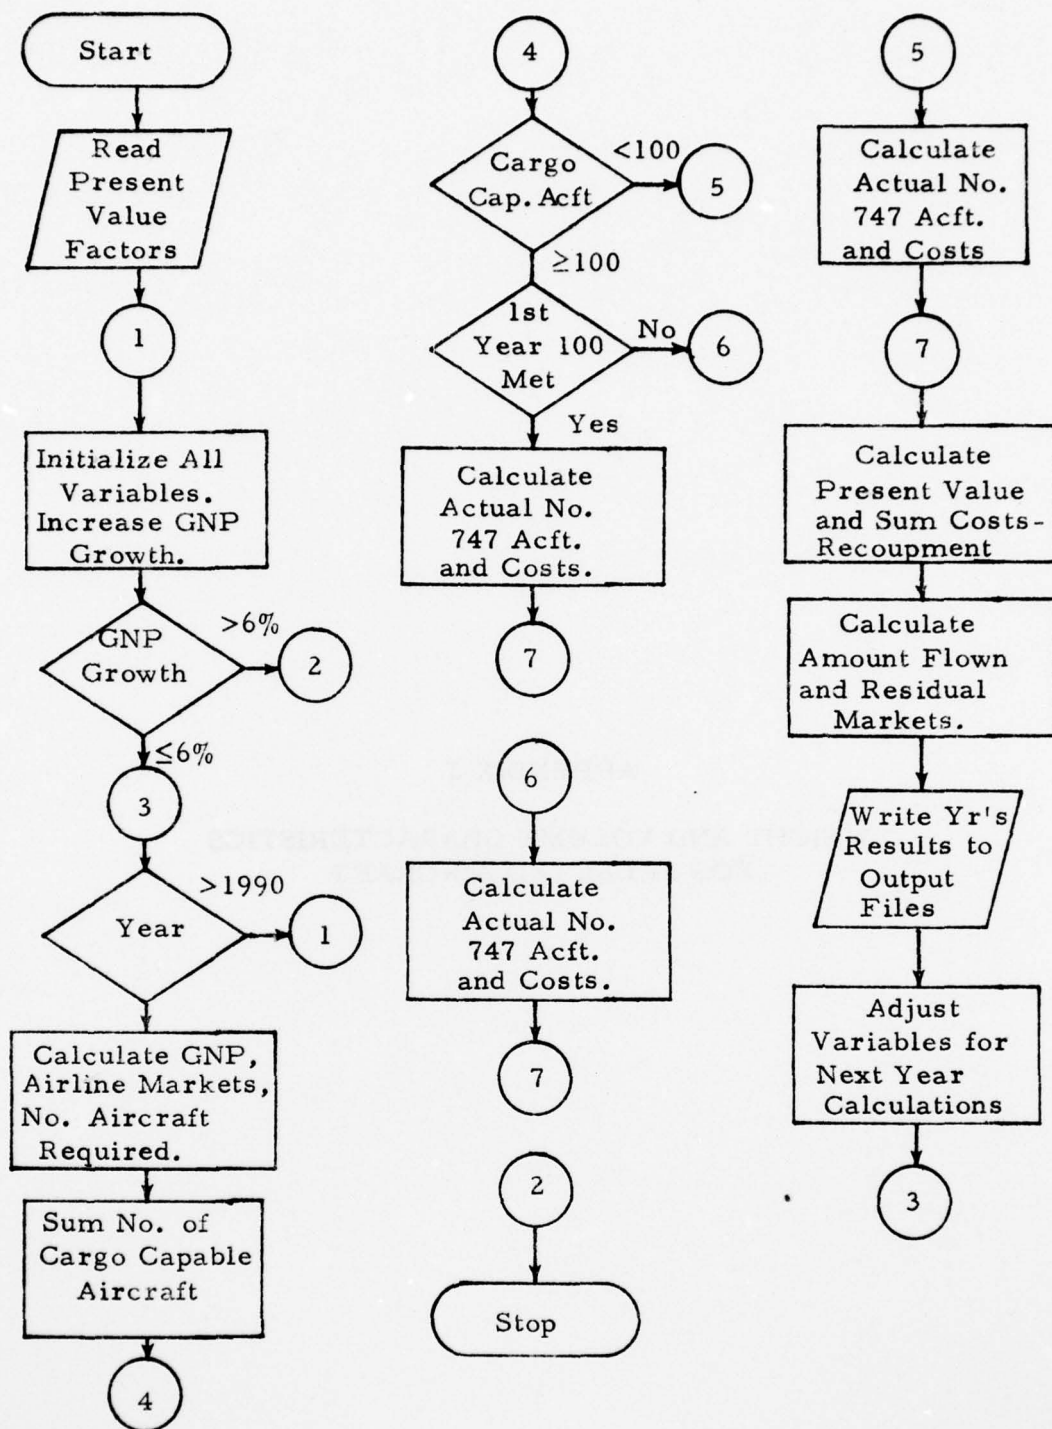 Start
Read
Present
Value
Factors
1
Initialize All
Variables.
Increase GNP
Growth.
GNP
Growth
>6%
2
≤6%
3
Year
>1990
1
Calculate GNP,
Airline Markets,
No. Aircraft
Required.
Sum No. of
Cargo Capable
Aircraft
4
4
Cargo
Cap. Acft
<100
5
≥100
1st
Year 100
Met
No
6
Yes
Calculate
Actual No.
747 Acft.
and Costs.
7
6
Calculate
Actual No.
747 Acft.
and Costs.
7
2
Stop
5
Calculate
Actual No.
747 Acft.
and Costs
7
Calculate
Present Value
and Sum Costs-
Recoupment
Calculate
Amount Flown
and Residual
Markets.
Write Yr's
Results to
Output
Files
Adjust
Variables for
Next Year
Calculations
3